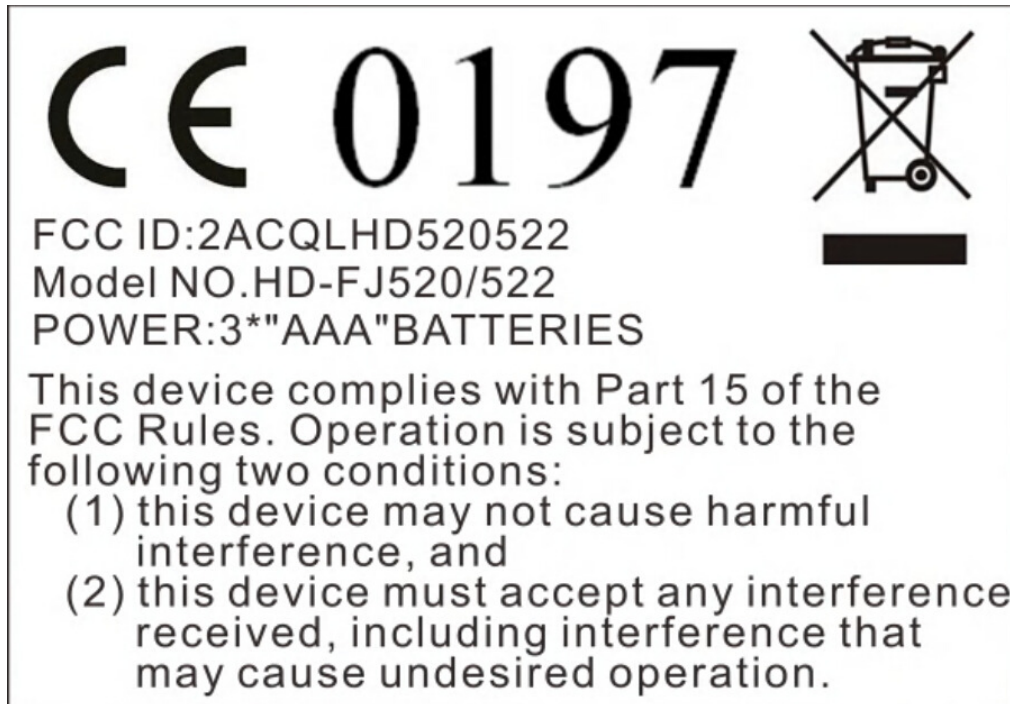 CE 0197
FCC ID:2ACQLHD520522
Model NO.HD-FJ520/522
POWER:3*"AAA"BATTERIES
This device complies with Part 15 of the
FCC Rules. Operation is subject to the
following two conditions:
(1) this device may not cause harmful
interference, and
(2) this device must accept any interference
received, including interference that
may cause undesired operation.